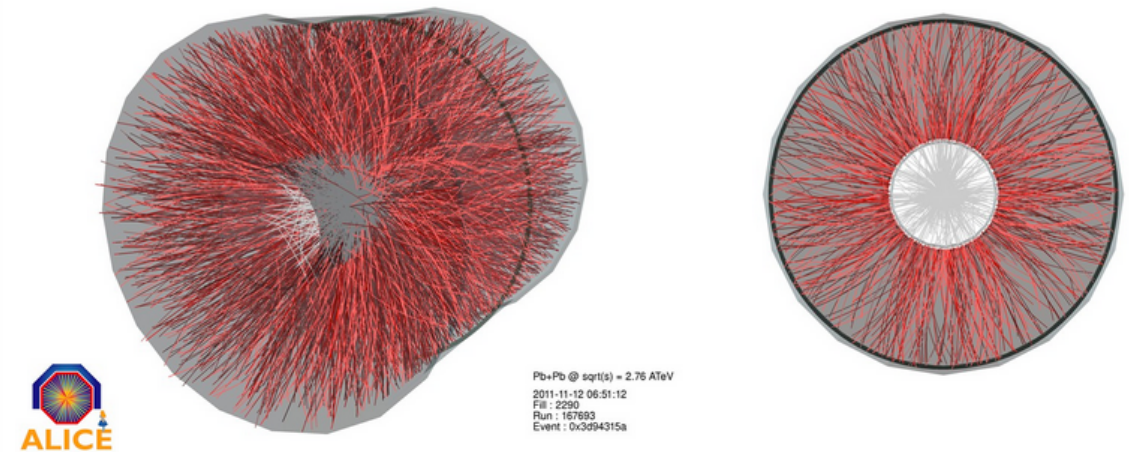 Pb+Pb @ sqrt(s) = 2.76 ATeV
2011-11-12 06:51:12
Fill : 2290
Run : 167693
Event : 0x3d94315a
ALICE